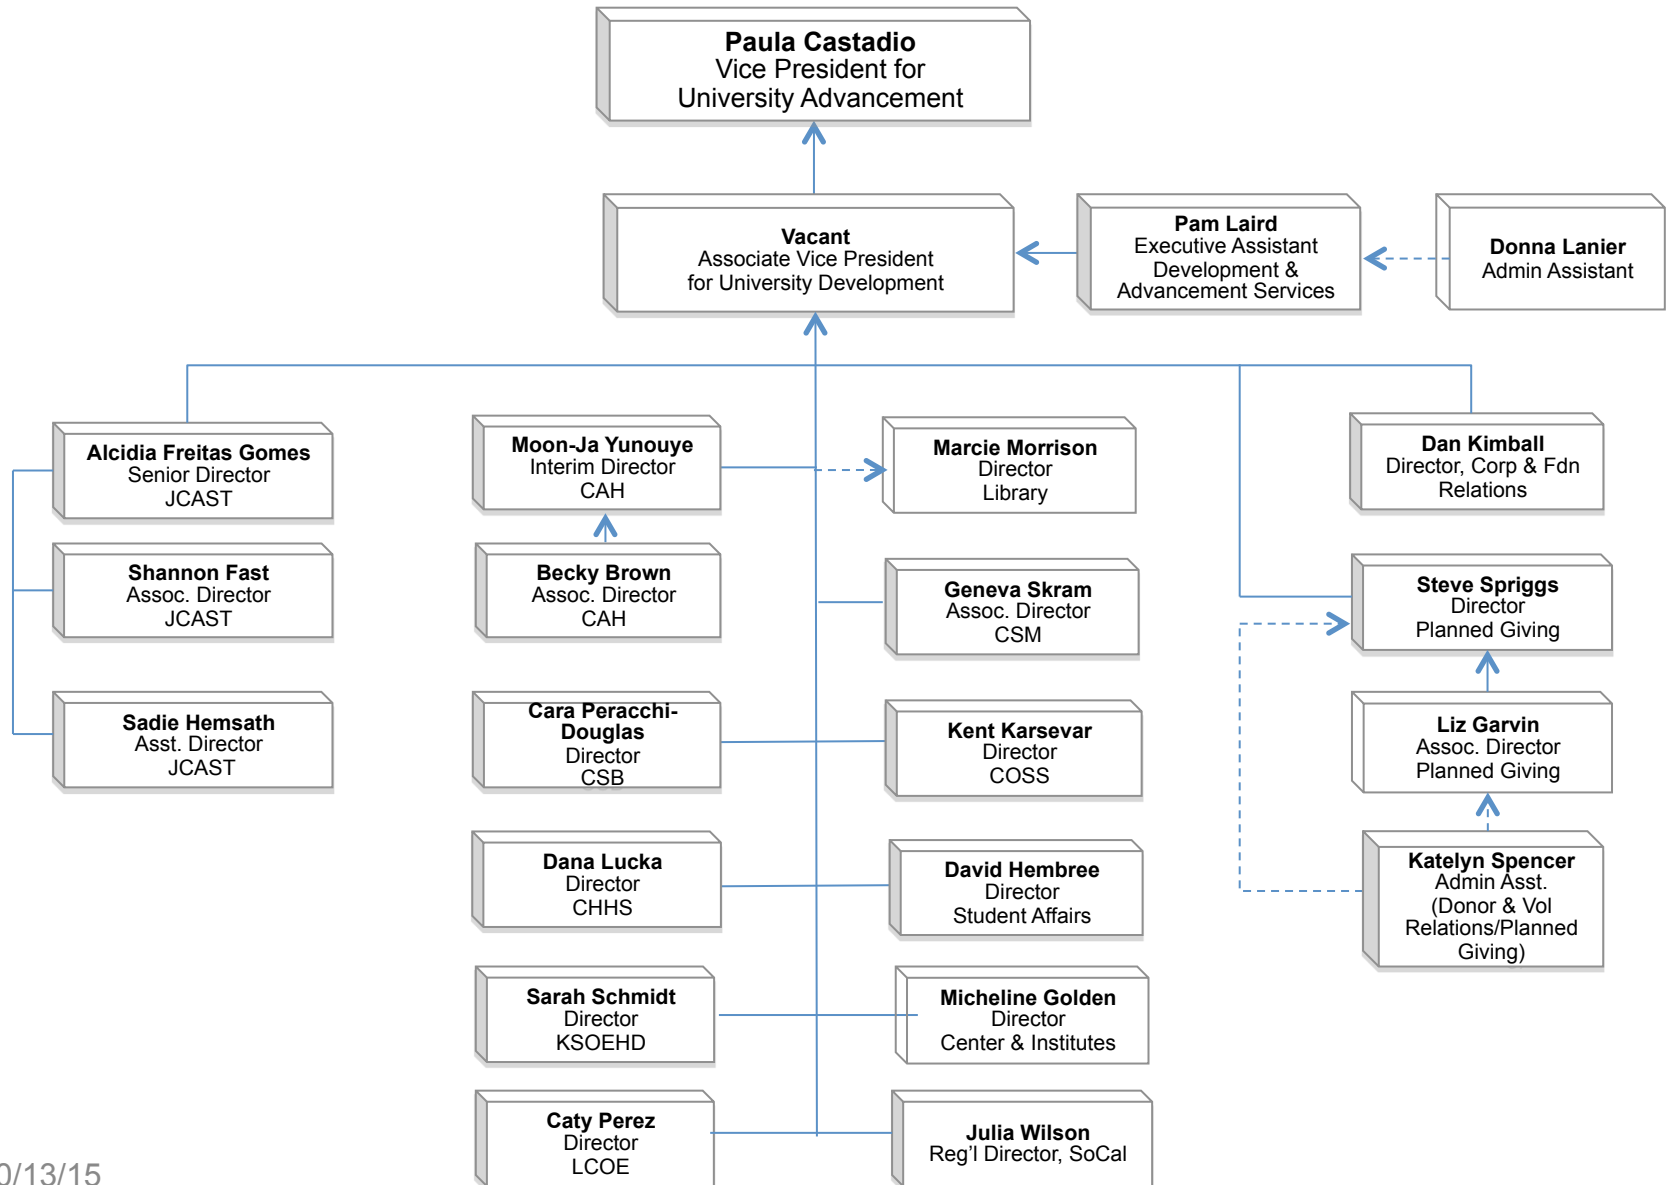 Paula Castadio
Vice President for
University Advancement
Vacant
Associate Vice President
for University Development
Pam Laird
Executive Assistant
Development &
Advancement Services
Donna Lanier
Admin Assistant
Alcidia Freitas Gomes
Senior Director
JCAST
Moon-Ja Yunouye
Interim Director
CAH
Marcie Morrison
Director
Library
Dan Kimball
Director, Corp & Fdn
Relations
Shannon Fast
Assoc. Director
JCAST
Becky Brown
Assoc. Director
CAH
Geneva Skram
Assoc. Director
CSM
Steve Spriggs
Director
Planned Giving
Sadie Hemsath
Asst. Director
JCAST
Cara Peracchi-
Douglas
Director
CSB
Kent Karsevar
Director
COSS
Liz Garvin
Assoc. Director
Planned Giving
Dana Lucka
Director
CHHS
David Hembree
Director
Student Affairs
Katelyn Spencer
Admin Asst.
(Donor & Vol
Relations/Planned
Giving)
Sarah Schmidt
Director
KSOEHD
Micheline Golden
Director
Center & Institutes
Caty Perez
Director
LCOE
Julia Wilson
Reg'l Director, SoCal
0/13/15